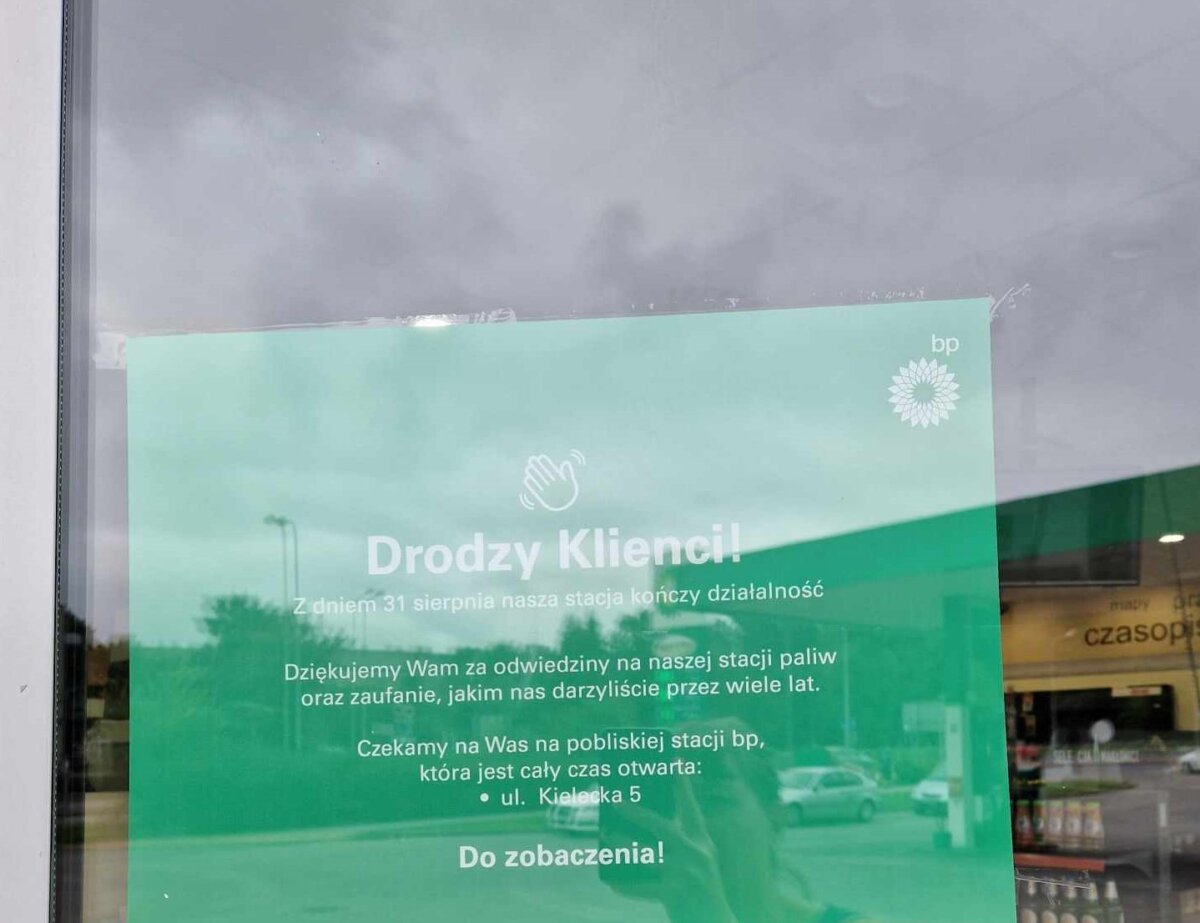 bp
Drodzy Klienci!
Z dniem 31 sierpnia nasza stacja kończy działalność
Dziękujemy Wam za odwiedziny na naszej stacji paliw
oraz zaufanie, jakim nas darzyliście przez wiele lat.
Czekamy na Was na pobliskiej stacji bp,
która jest cały czas otwarta:
• ul. Kielecka 5
Do zobaczenia!
mapy
czasopi